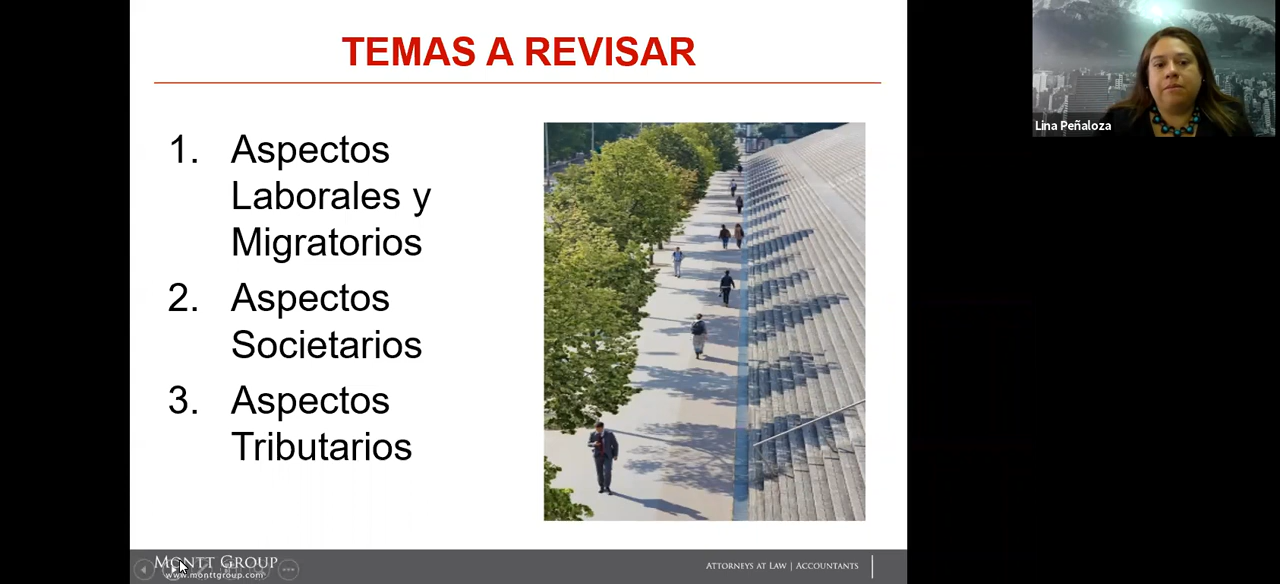 TEMAS A REVISAR
1. Aspectos
Laborales y
Migratorios
2. Aspectos
Societarios
3. Aspectos
Tributarios
Lina Peñaloza
MONTT GROUP
www.monttgroup.com
ATTORNEYS AT LAW | ACCOUNTANTS